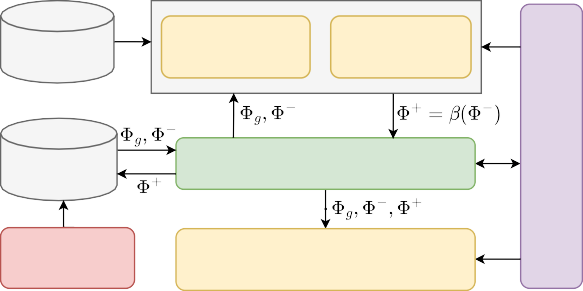 Φ_g, Φ^−
Φ^+ = β(Φ^−)
Φ_g, Φ^−
Φ^+
Φ_g, Φ^−, Φ^+